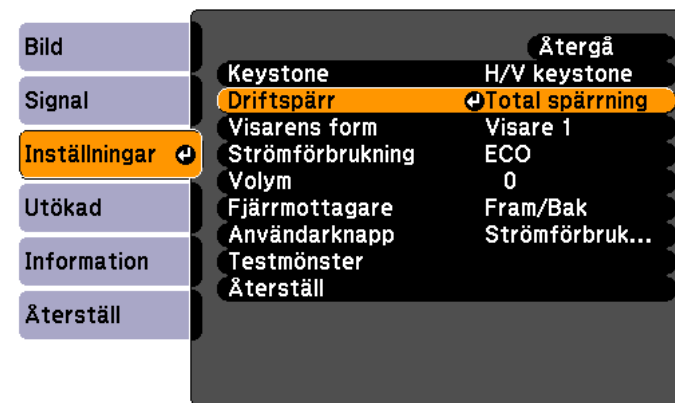 Bild
Signal
Inställningar
Utökad
Information
Återställ
Återgå
Keystone H/V keystone
Driftspärr Total spärrning
Visarens form Visare 1
Strömförbrukning ECO
Volym 0
Fjärrmottagare Fram/Bak
Användarknapp Strömförbruk...
Testmönster
Återställ